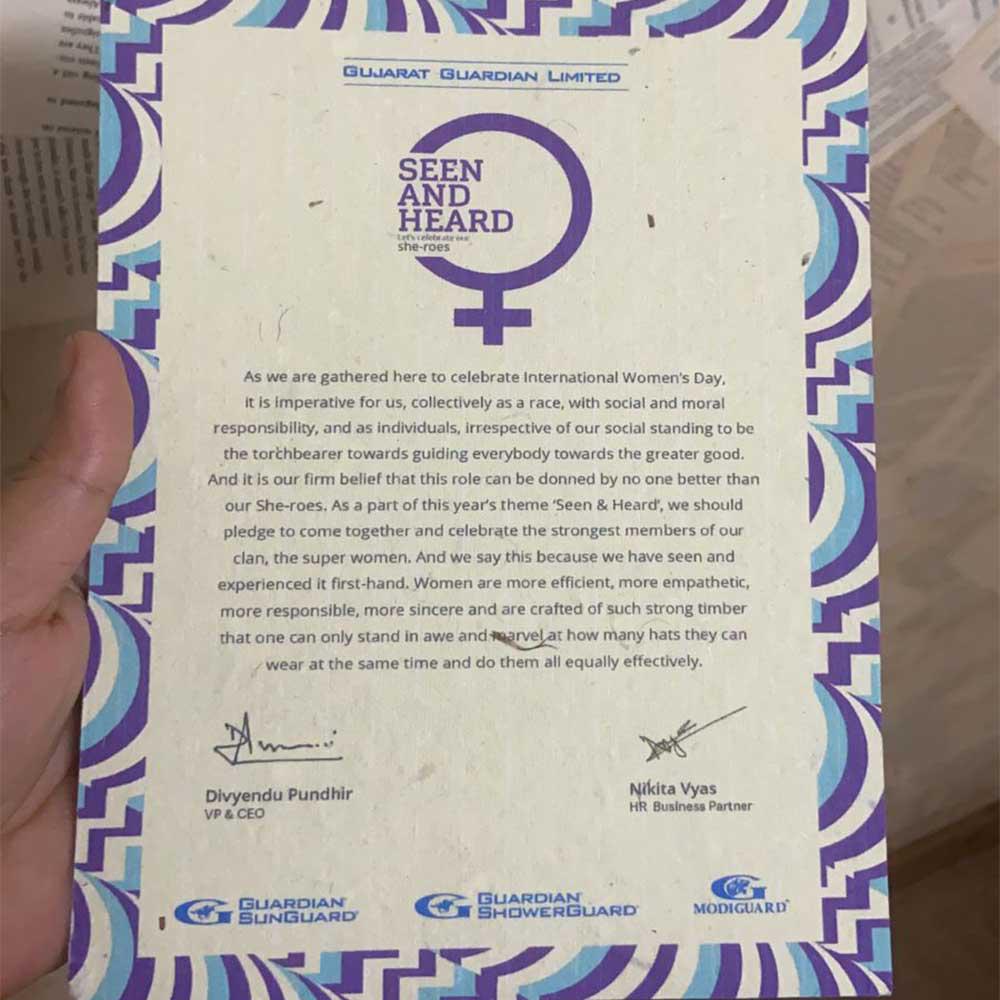 GUJARAT GUARDIAN LIMITED
SEEN
AND
HEARD
Let's celebrate our
she-roes
As we are gathered here to celebrate International Women's Day,
it is imperative for us, collectively as a race, with social and moral
responsibility, and as individuals, irrespective of our social standing to be
the torchbearer towards guiding everybody towards the greater good.
And it is our firm belief that this role can be donned by no one better than
our She-roes. As a part of this year's theme 'Seen & Heard', we should
pledge to come together and celebrate the strongest members of our
clan, the super women. And we say this because we have seen and
experienced it first-hand. Women are more efficient, more empathetic,
more responsible, more sincere and are crafted of such strong timber
that one can only stand in awe and marvel at how many hats they can
wear at the same time and do them all equally effectively.
Divyendu Pundhir
VP & CEO
Nikita Vyas
HR Business Partner
GUARDIAN
SUNGUARD
GUARDIAN
SHOWERGUARD
MODIGUARD